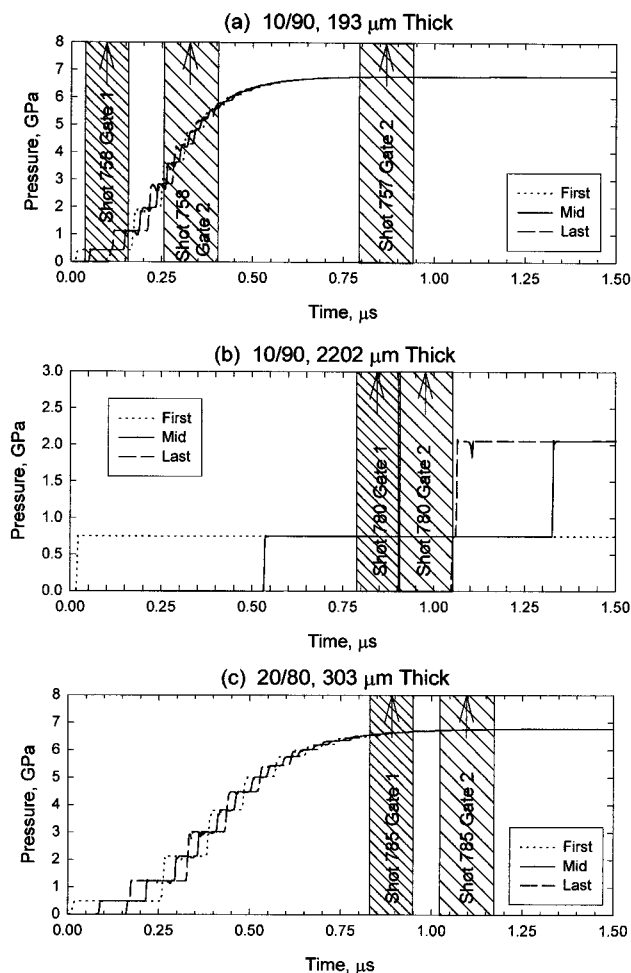 (a) 10/90, 193 μm Thick
8
7
6
5
4
3
2
1
0
Pressure, GPa
Shot 758 Gate 1
Shot 758
Gate 2
Shot 757 Gate 2
First
Mid
Last
0.00 0.25 0.50 0.75 1.00 1.25 1.50
Time, μs
(b) 10/90, 2202 μm Thick
3.0
2.5
2.0
1.5
1.0
0.5
0.0
Pressure, GPa
First
Mid
Last
Shot 780 Gate 1
Shot 780 Gate 2
0.00 0.25 0.50 0.75 1.00 1.25 1.50
Time, μs
(c) 20/80, 303 μm Thick
8
7
6
5
4
3
2
1
0
Pressure, GPa
Shot 785 Gate 1
Shot 785 Gate 2
First
Mid
Last
0.00 0.25 0.50 0.75 1.00 1.25 1.50
Time, μs